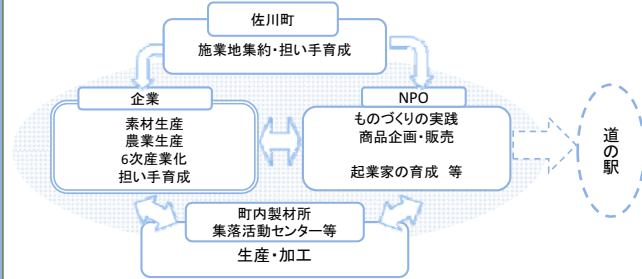 佐川町
施業地集約・担い手育成
企業
素材生産
農業生産
6次産業化
担い手育成
NPO
ものづくりの実践
商品企画・販売
起業家の育成 等
道の駅
町内製材所
集落活動センター等
生産・加工